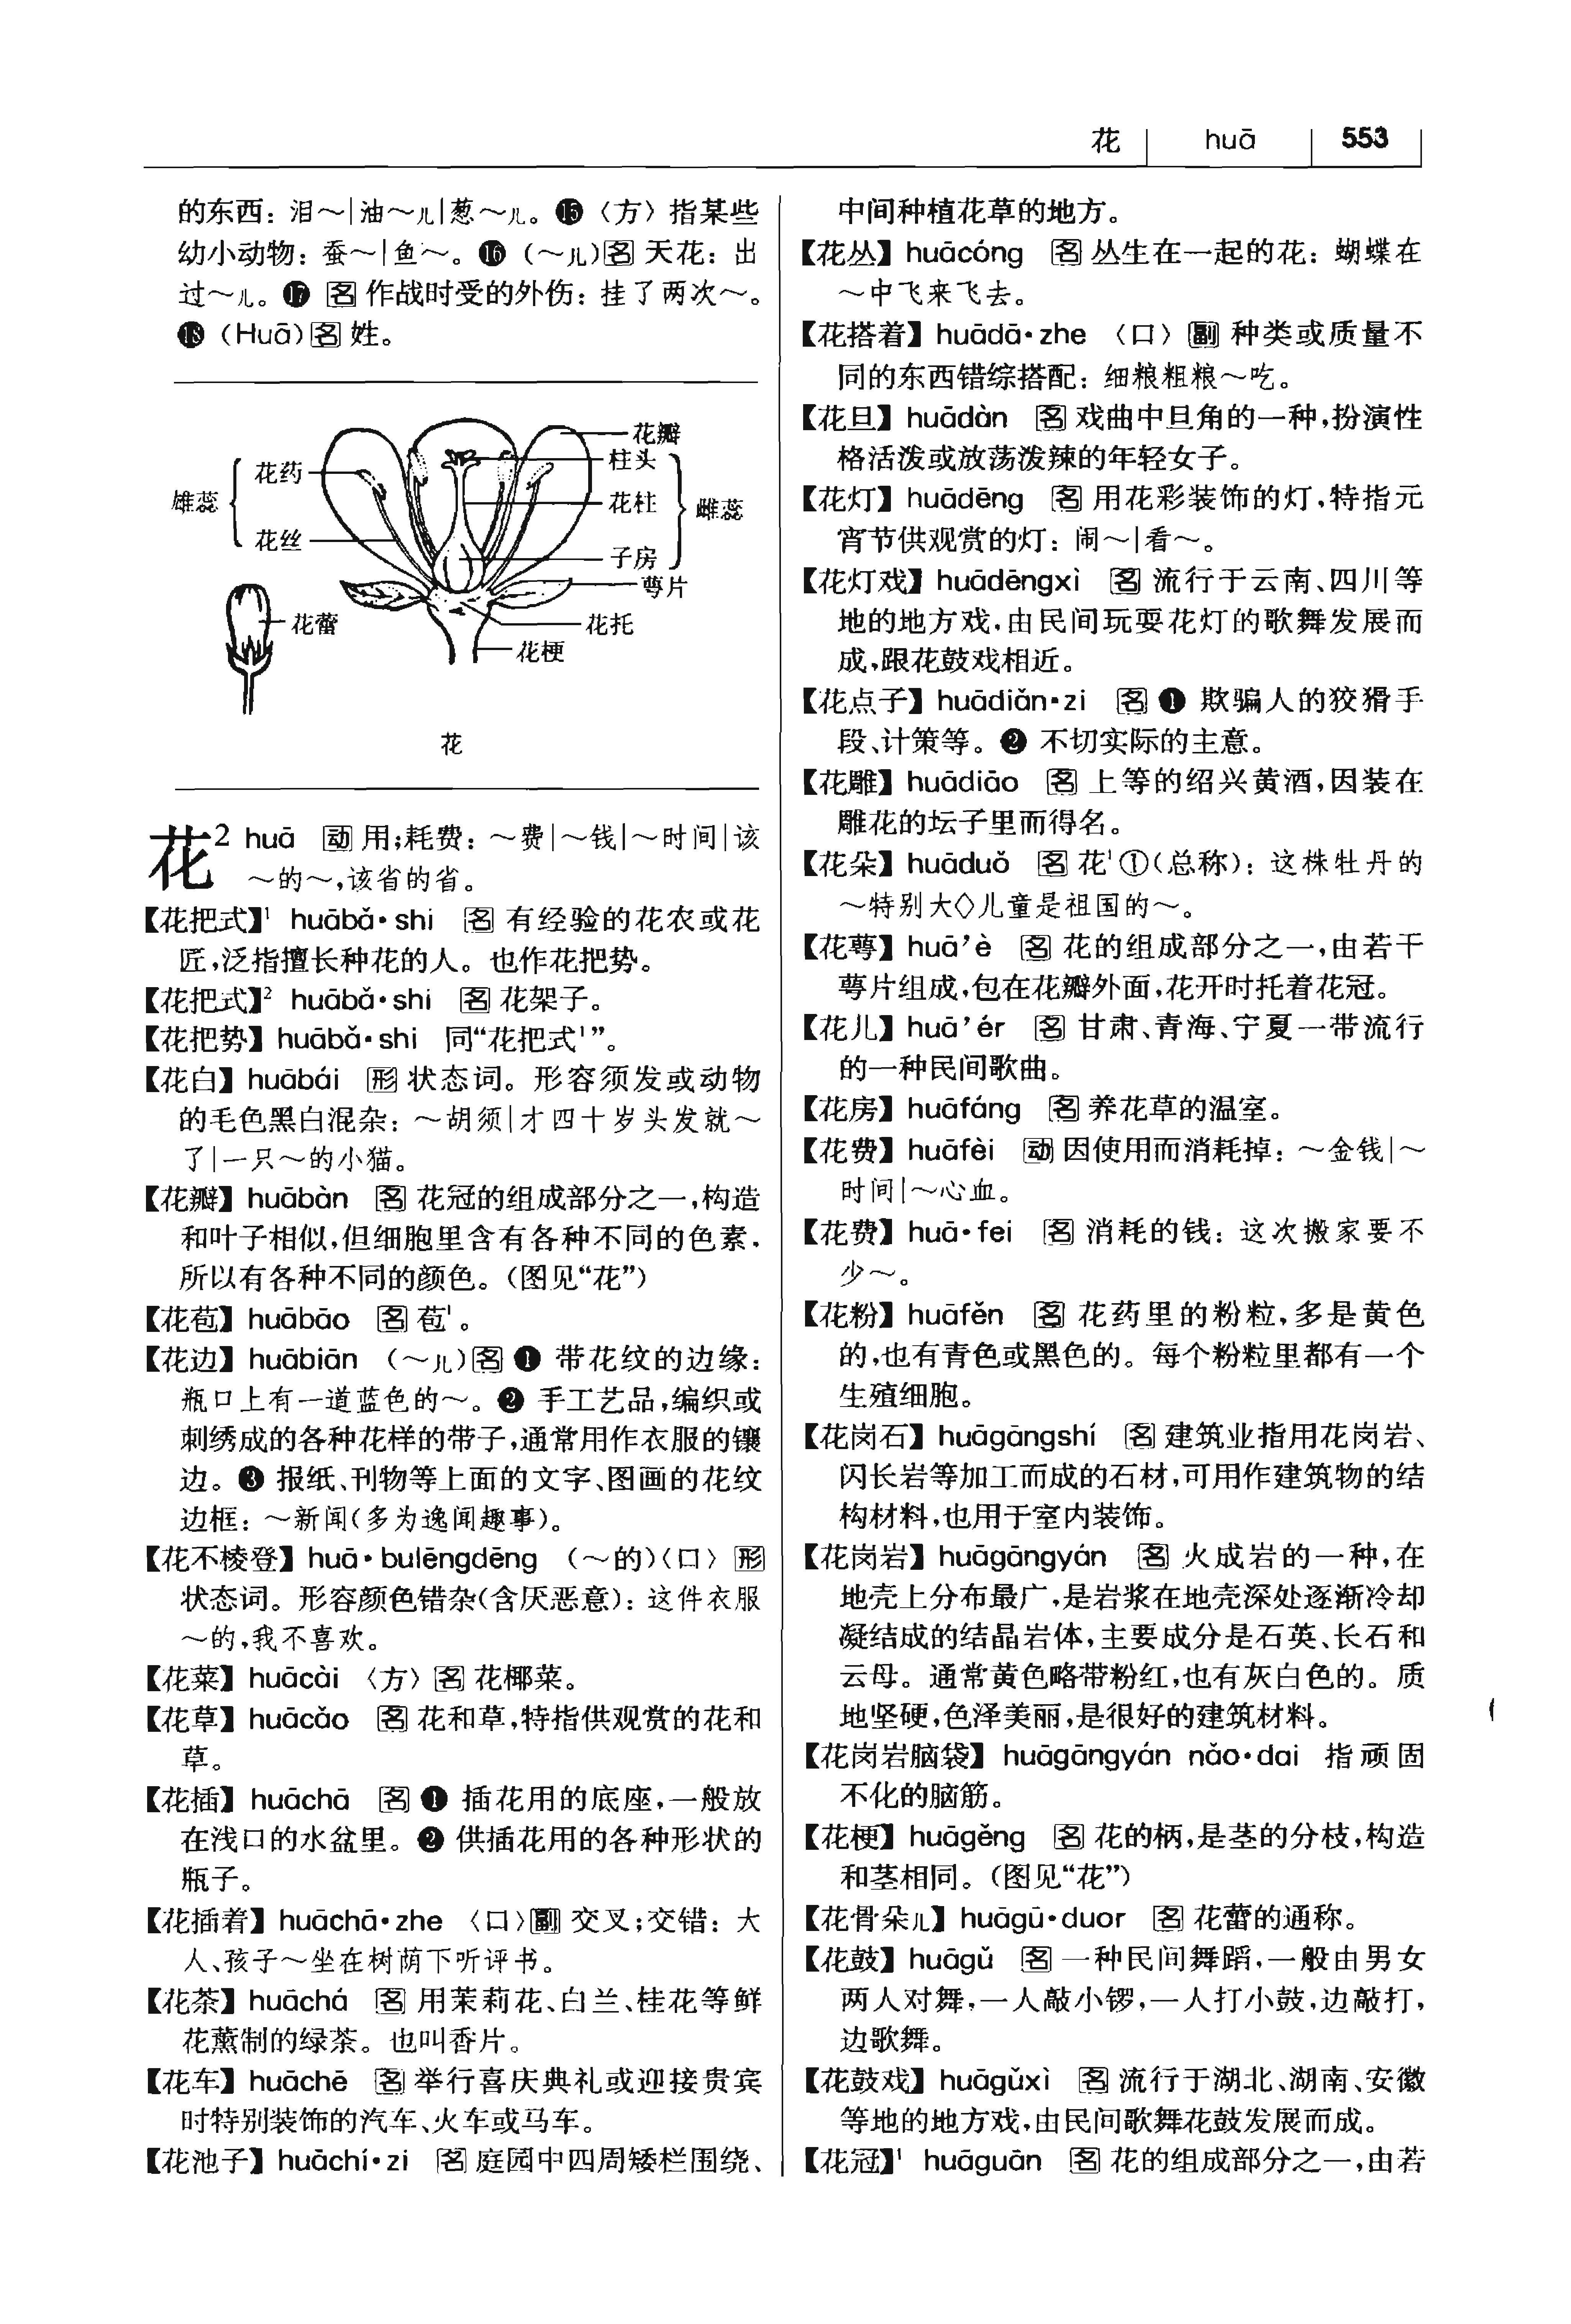 花 huā 553
的东西：泪～|油～儿|葱～儿。⓯〈方〉指某些
幼小动物：蚕～|鱼～。⓰（～儿）名 天花：出
过～儿。⓱ 名 作战时受的外伤：挂了两次～。
⓲（Huā）名 姓。
花瓣
柱头
花药
花柱
雄蕊
雌蕊
花丝
子房
萼片
花蕾
花托
花梗
花
花² huā 动 用；耗费：～费|～钱|～时间|该
～的～，该省的省。
【花把式】¹ huābǎ·shi 名 有经验的花农或花
匠，泛指擅长种花的人。也作花把势。
【花把式】² huābǎ·shi 名 花架子。
【花把势】huābǎ·shi 同“花把式¹”。
【花白】huābái 形 状态词。形容须发或动物
的毛色黑白混杂：～胡须|才四十岁头发就～
了|一只～的小猫。
【花瓣】huābàn 名 花冠的组成部分之一，构造
和叶子相似，但细胞里含有各种不同的色素，
所以有各种不同的颜色。（图见“花”）
【花苞】huābāo 名 苞¹。
【花边】huābiān （～儿）名 ❶ 带花纹的边缘：
瓶口上有一道蓝色的～。❷ 手工艺品，编织或
刺绣成的各种花样的带子，通常用作衣服的镶
边。❸ 报纸、刊物等上面的文字、图画的花纹
边框：～新闻（多为逸闻趣事）。
【花不棱登】huā·bulēngdēng （～的）〈口〉形
状态词。形容颜色错杂（含厌恶意）：这件衣服
～的，我不喜欢。
【花菜】huācài 〈方〉名 花椰菜。
【花草】huācǎo 名 花和草，特指供观赏的花和
草。
【花插】huāchā 名 ❶ 插花用的底座，一般放
在浅口的水盆里。❷ 供插花用的各种形状的
瓶子。
【花插着】huāchā·zhe 〈口〉副 交叉；交错：大
人、孩子～坐在树荫下听评书。
【花茶】huāchá 名 用茉莉花、白兰、桂花等鲜
花薰制的绿茶。也叫香片。
【花车】huāchē 名 举行喜庆典礼或迎接贵宾
时特别装饰的汽车、火车或马车。
【花池子】huāchí·zi 名 庭园中四周矮栏围绕、
中间种植花草的地方。
【花丛】huācóng 名 丛生在一起的花：蝴蝶在
～中飞来飞去。
【花搭着】huādā·zhe 〈口〉副 种类或质量不
同的东西错综搭配：细粮粗粮～吃。
【花旦】huādàn 名 戏曲中旦角的一种，扮演性
格活泼或放荡泼辣的年轻女子。
【花灯】huādēng 名 用花彩装饰的灯，特指元
宵节供观赏的灯：闹～|看～。
【花灯戏】huādēngxì 名 流行于云南、四川等
地的地方戏，由民间玩耍花灯的歌舞发展而
成，跟花鼓戏相近。
【花点子】huādiǎn·zi 名 ❶ 欺骗人的狡猾手
段、计策等。❷ 不切实际的主意。
【花雕】huādiāo 名 上等的绍兴黄酒，因装在
雕花的坛子里而得名。
【花朵】huāduǒ 名 花¹①（总称）：这株牡丹的
～特别大◇儿童是祖国的～。
【花萼】huā’è 名 花的组成部分之一，由若干
萼片组成，包在花瓣外面，花开时托着花冠。
【花儿】huā’ér 名 甘肃、青海、宁夏一带流行
的一种民间歌曲。
【花房】huāfáng 名 养花草的温室。
【花费】huāfèi 动 因使用而消耗掉：～金钱|～
时间|～心血。
【花费】huā·fei 名 消耗的钱：这次搬家要不
少～。
【花粉】huāfěn 名 花药里的粉粒，多是黄色
的，也有青色或黑色的。每个粉粒里都有一个
生殖细胞。
【花岗石】huāgāngshí 名 建筑业指用花岗岩、
闪长岩等加工而成的石材，可用作建筑物的结
构材料，也用于室内装饰。
【花岗岩】huāgāngyán 名 火成岩的一种，在
地壳上分布最广，是岩浆在地壳深处逐渐冷却
凝结成的结晶岩体，主要成分是石英、长石和
云母。通常黄色略带粉红，也有灰白色的。质
地坚硬，色泽美丽，是很好的建筑材料。
【花岗岩脑袋】huāgāngyán nǎo·dai 指顽固
不化的脑筋。
【花梗】huāgěng 名 花的柄，是茎的分枝，构造
和茎相同。（图见“花”）
【花骨朵儿】huāgū·duor 名 花蕾的通称。
【花鼓】huāgǔ 名 一种民间舞蹈，一般由男女
两人对舞，一人敲小锣，一人打小鼓，边敲打，
边歌舞。
【花鼓戏】huāgǔxì 名 流行于湖北、湖南、安徽
等地的地方戏，由民间歌舞花鼓发展而成。
【花冠】¹ huāguān 名 花的组成部分之一，由若